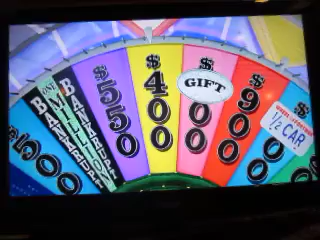 $500
BANKRUPT
ONE
MILLION
BANKRUPT
$550
$400
GIFT
$900
1/2 CAR
$